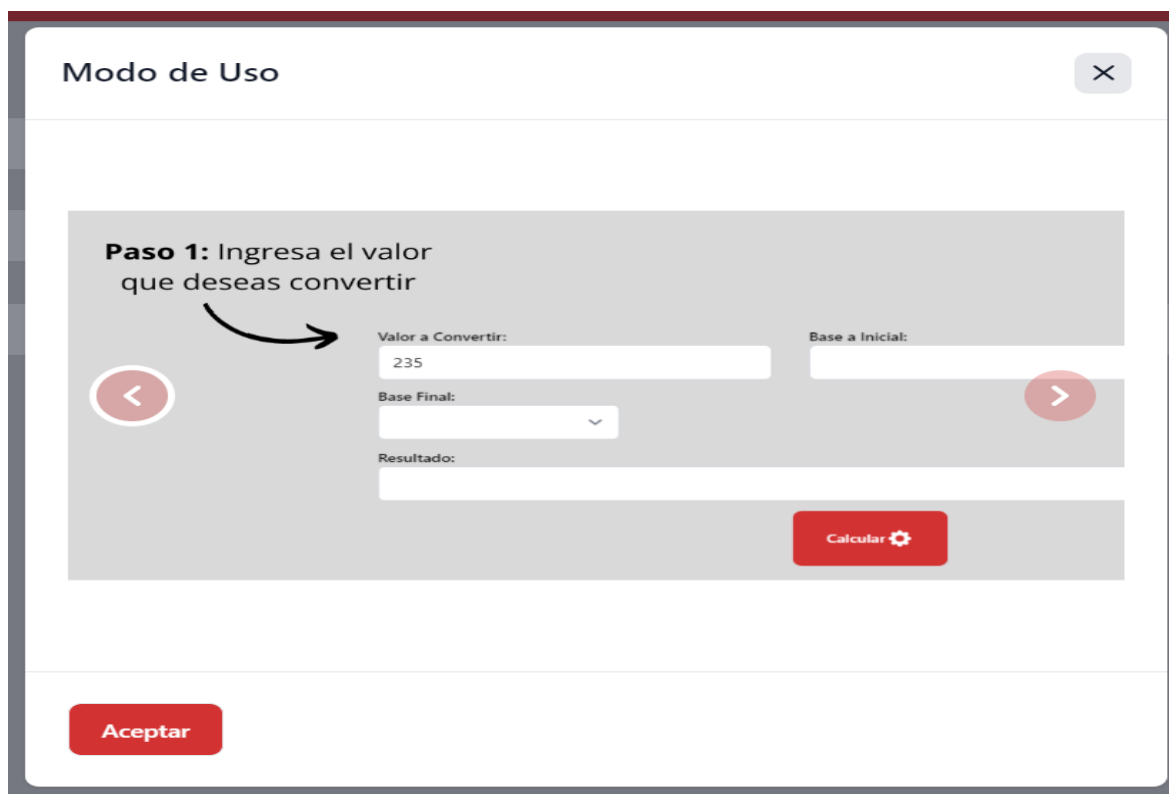 Modo de Uso
Paso 1: Ingresa el valor
que deseas convertir
Valor a Convertir:
Base a Inicial:
235
Base Final:
Resultado:
Calcular
Aceptar